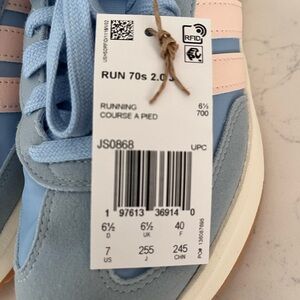 RFID
RUN 70s 2.0
RUNNING
COURSE A PIED
6½
700
JS0868
UPC
1 97613 36914 0
6½ 6½ 40
D UK F
7 255 245
US J CHN